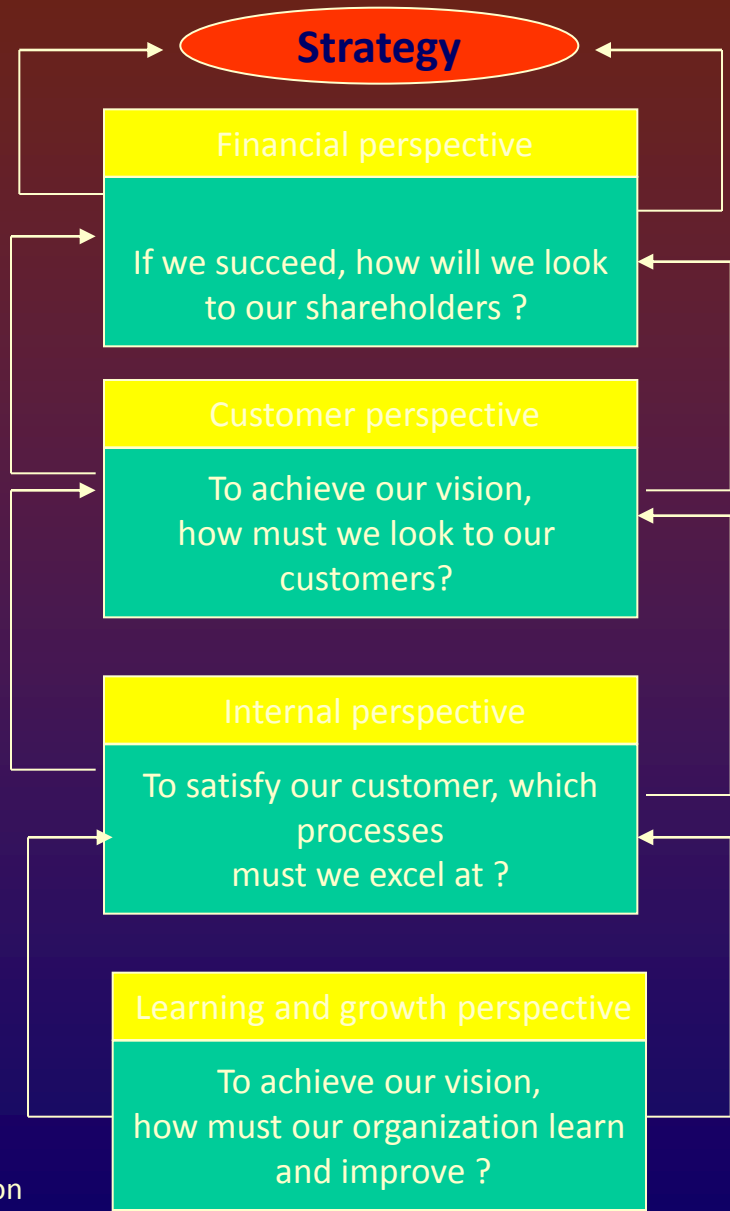 Strategy
Financial perspective
If we succeed, how will we look
to our shareholders ?
Customer perspective
To achieve our vision,
how must we look to our
customers?
Internal perspective
To satisfy our customer, which
processes
must we excel at ?
Learning and growth perspective
To achieve our vision,
how must our organization learn
and improve ?
on